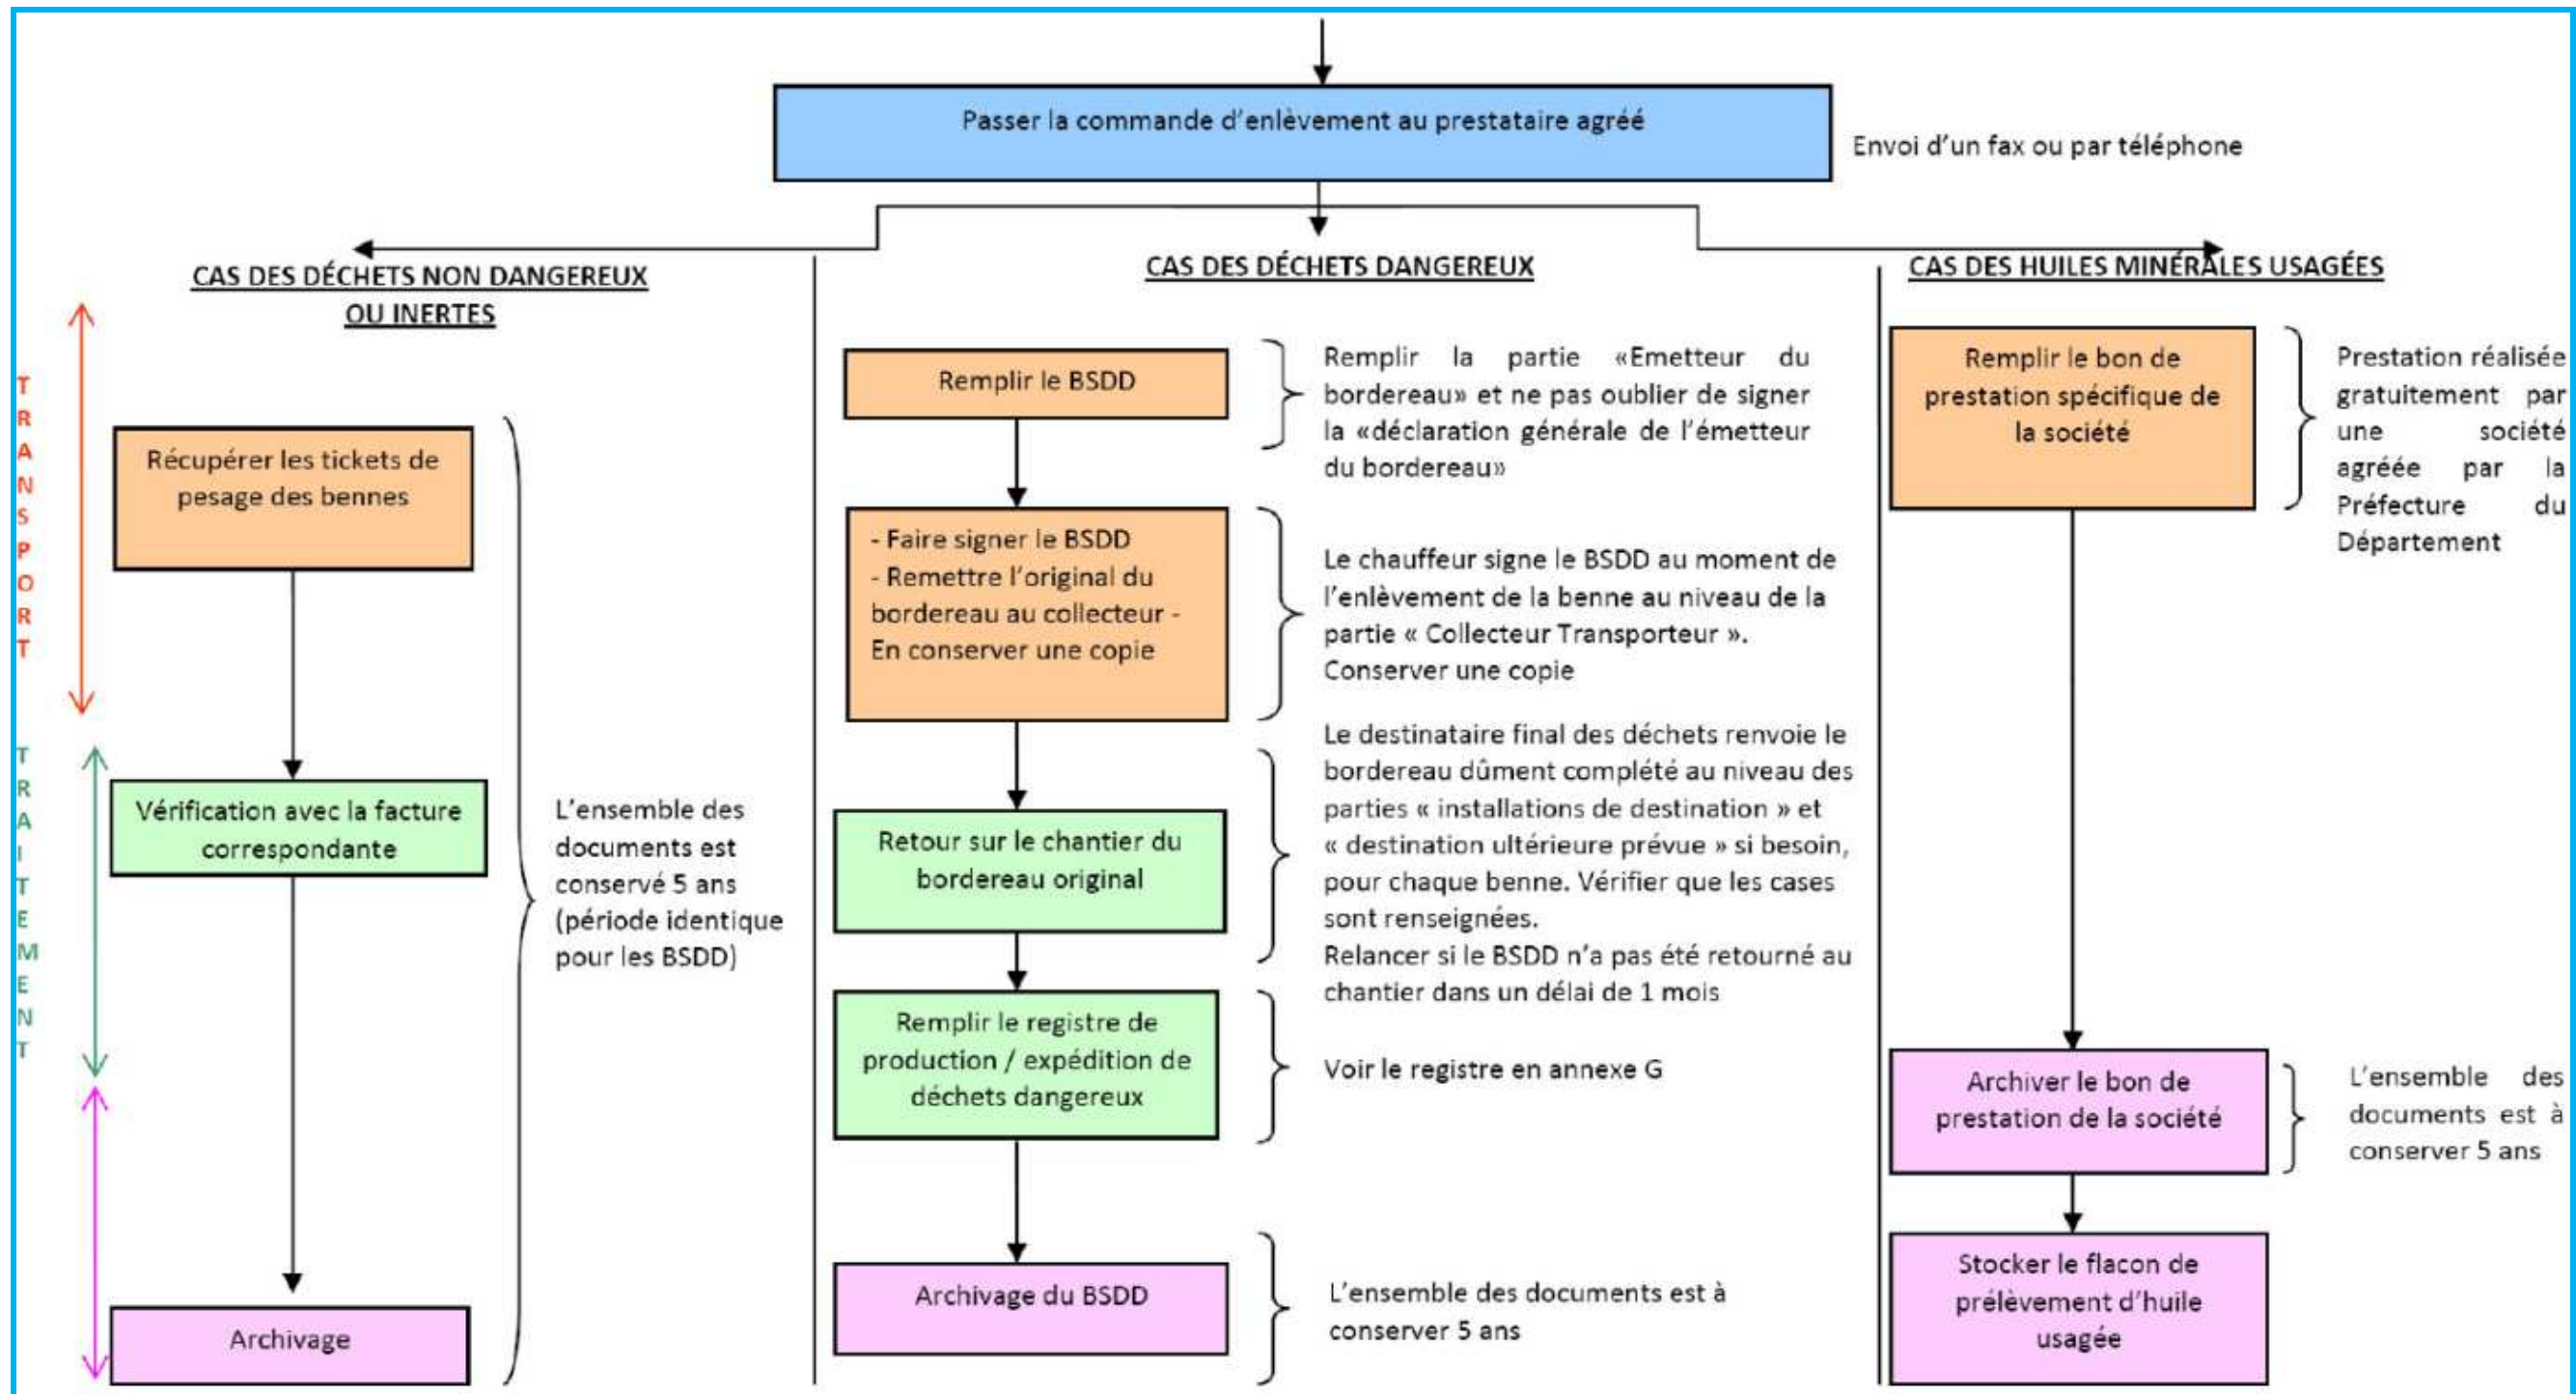 Passer la commande d'enlèvement au prestataire agréé
Envoi d'un fax ou par téléphone
CAS DES DÉCHETS NON DANGEREUX
OU INERTES
TRANSPORT
TRAITEMENT
Récupérer les tickets de
pesage des bennes
Vérification avec la facture
correspondante
Archivage
L'ensemble des
documents est
conservé 5 ans
(période identique
pour les BSDD)
CAS DES DÉCHETS DANGEREUX
Remplir le BSDD
Remplir la partie «Emetteur du
bordereau» et ne pas oublier de signer
la «déclaration générale de l'émetteur
du bordereau»
- Faire signer le BSDD
- Remettre l'original du
bordereau au collecteur -
En conserver une copie
Le chauffeur signe le BSDD au moment de
l'enlèvement de la benne au niveau de la
partie « Collecteur Transporteur ».
Conserver une copie
Retour sur le chantier du
bordereau original
Le destinataire final des déchets renvoie le
bordereau dûment complété au niveau des
parties « installations de destination » et
« destination ultérieure prévue » si besoin,
pour chaque benne. Vérifier que les cases
sont renseignées.
Relancer si le BSDD n'a pas été retourné au
chantier dans un délai de 1 mois
Remplir le registre de
production / expédition de
déchets dangereux
Voir le registre en annexe G
Archivage du BSDD
L'ensemble des documents est à
conserver 5 ans
CAS DES HUILES MINÉRALES USAGÉES
Remplir le bon de
prestation spécifique de
la société
Prestation réalisée
gratuitement par
une société
agréée par la
Préfecture du
Département
Archiver le bon de
prestation de la société
L'ensemble des
documents est à
conserver 5 ans
Stocker le flacon de
prélèvement d'huile
usagée